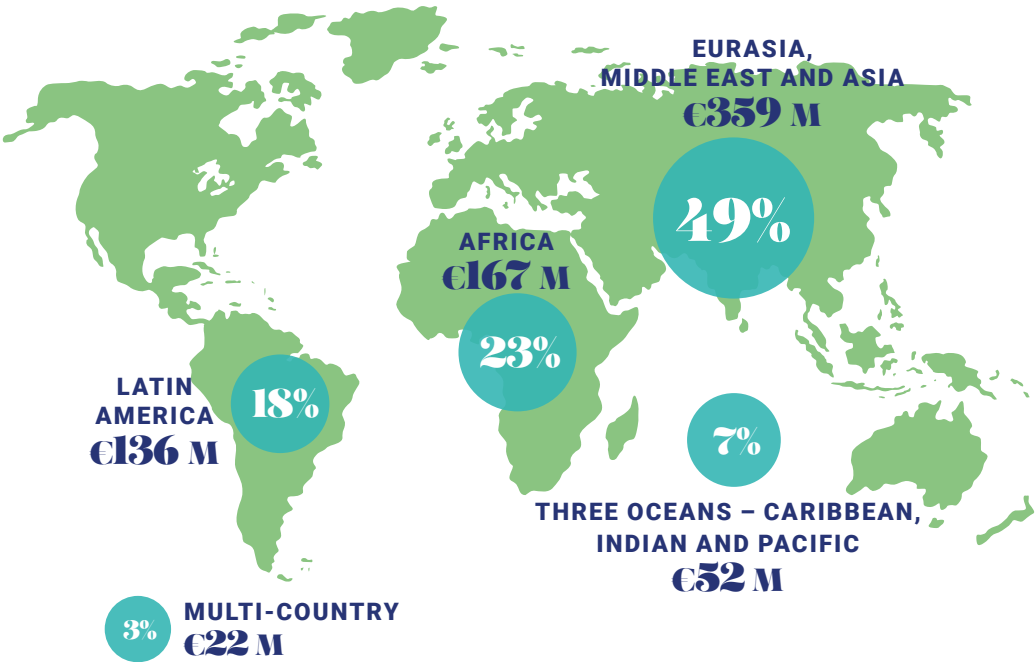 EURASIA,
MIDDLE EAST AND ASIA
€359 M
49%
AFRICA
€167 M
23%
LATIN
AMERICA
€136 M
18%
7%
THREE OCEANS – CARIBBEAN,
INDIAN AND PACIFIC
€52 M
3%
MULTI-COUNTRY
€22 M